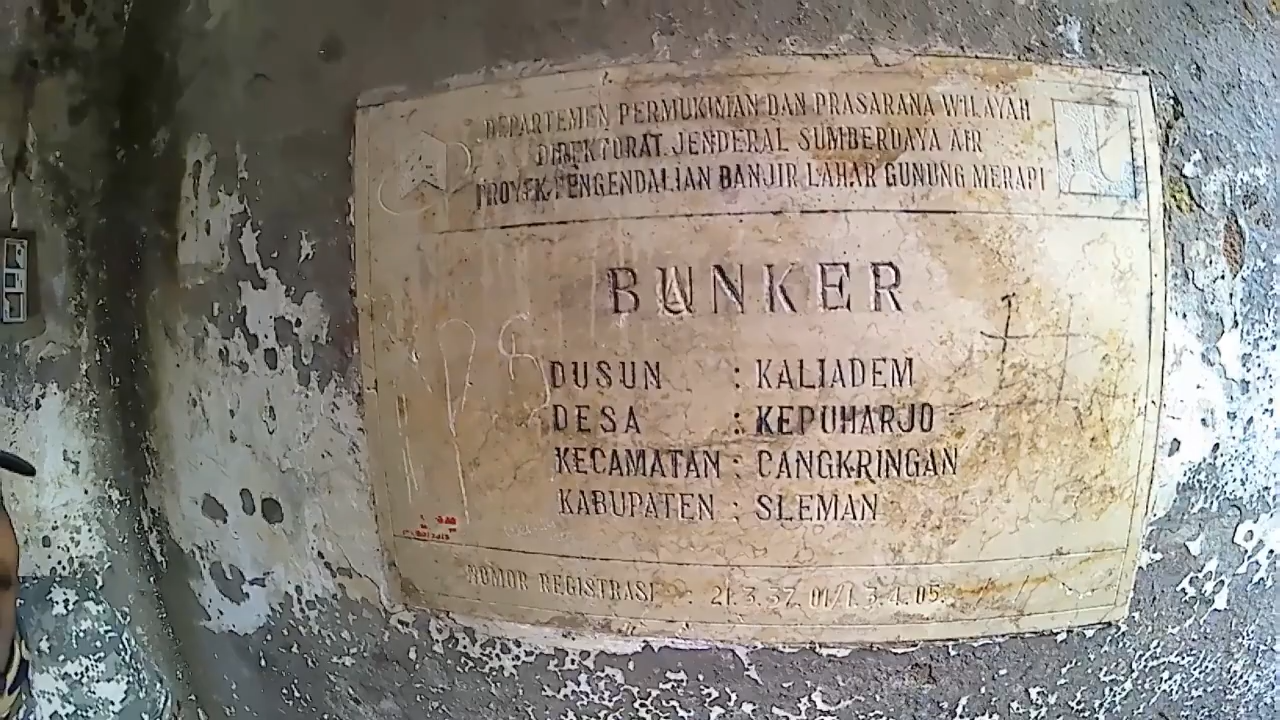 DEPARTEMEN PERMUKIMAN DAN PRASARANA WILAYAH
DIREKTORAT JENDERAL SUMBERDAYA AIR
PROYEK PENGENDALIAN BANJIR LAHAR GUNUNG MERAPI
BUNKER
DUSUN : KALIADEM
DESA : KEPUHARJO
KECAMATAN : CANGKRINGAN
KABUPATEN : SLEMAN
NOMOR REGISTRASI : 21.3.37.01/1.3.4.05.